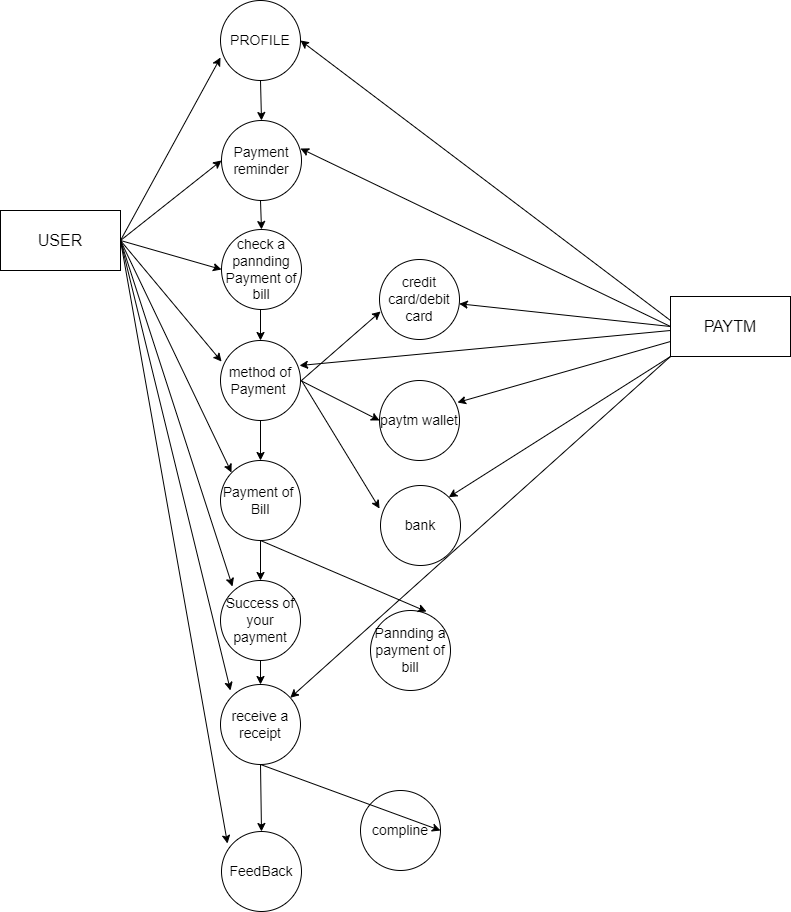 PROFILE
Payment
reminder
USER
check a
pannding
Payment of
bill
credit
card/debit
card
PAYTM
method of
Payment
paytm wallet
Payment of
Bill
bank
Success of
your
payment
Pannding a
payment of
bill
receive a
receipt
compline
FeedBack